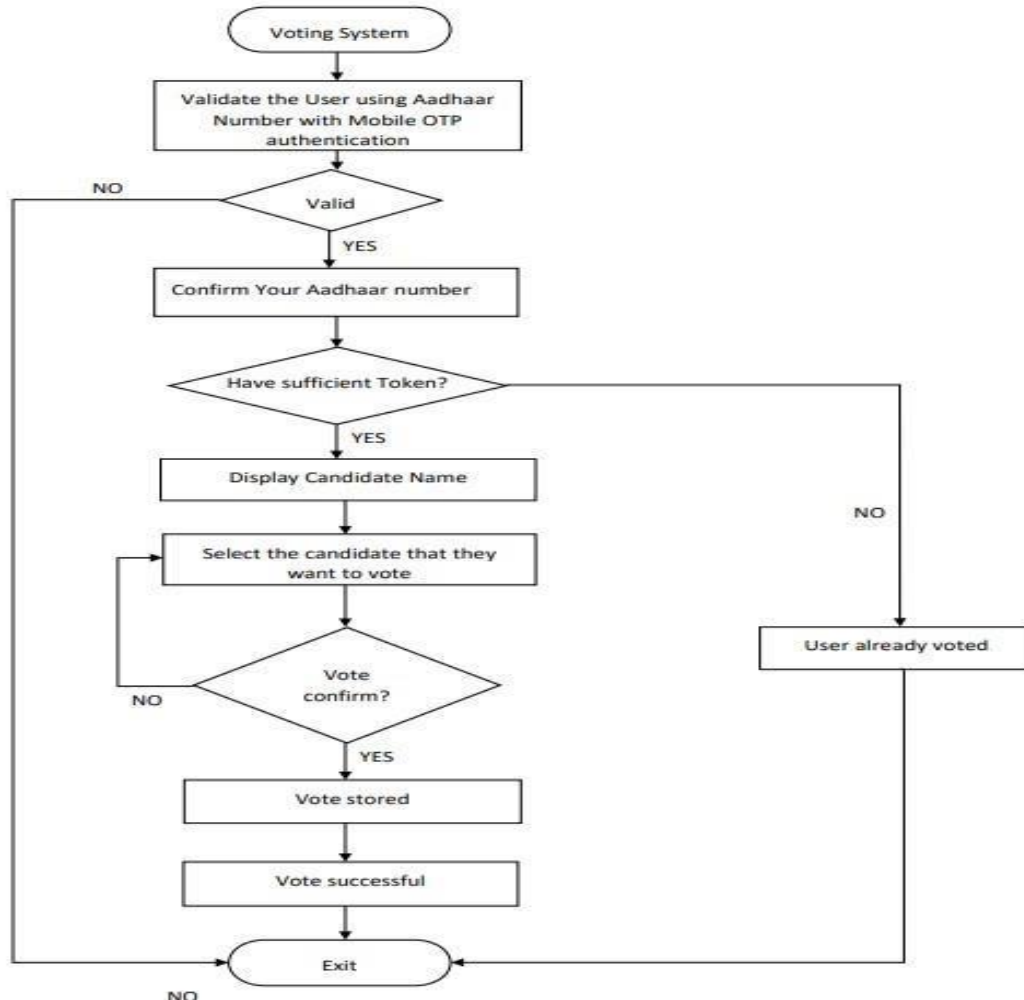 Voting System
Validate the User using Aadhaar
Number with Mobile OTP
authentication
NO
Valid
YES
Confirm Your Aadhaar number
Have sufficient Token?
YES
Display Candidate Name
NO
Select the candidate that they
want to vote
User already voted
Vote
confirm?
NO
YES
Vote stored
Vote successful
Exit
NO